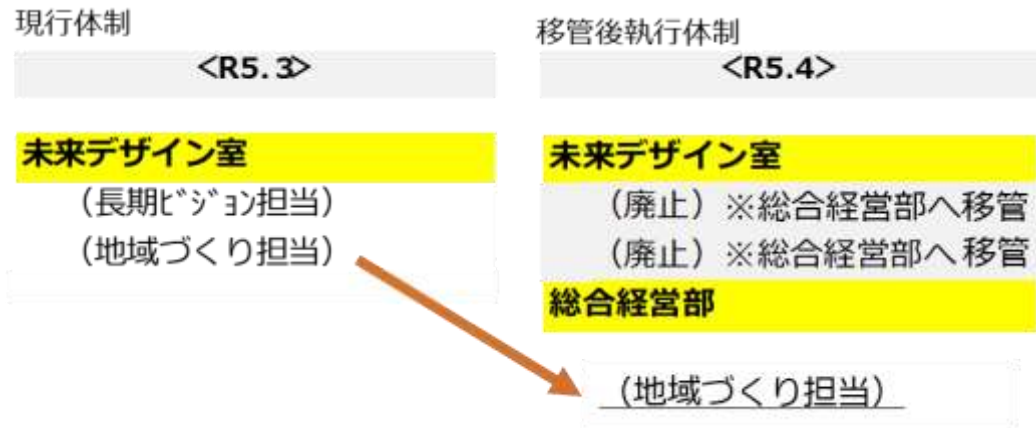 現行体制
<R5.3>
未来デザイン室
（長期ﾋﾞｼﾞｮﾝ担当）
（地域づくり担当）
移管後執行体制
<R5.4>
未来デザイン室
（廃止）※総合経営部へ移管
（廃止）※総合経営部へ移管
総合経営部
（地域づくり担当）